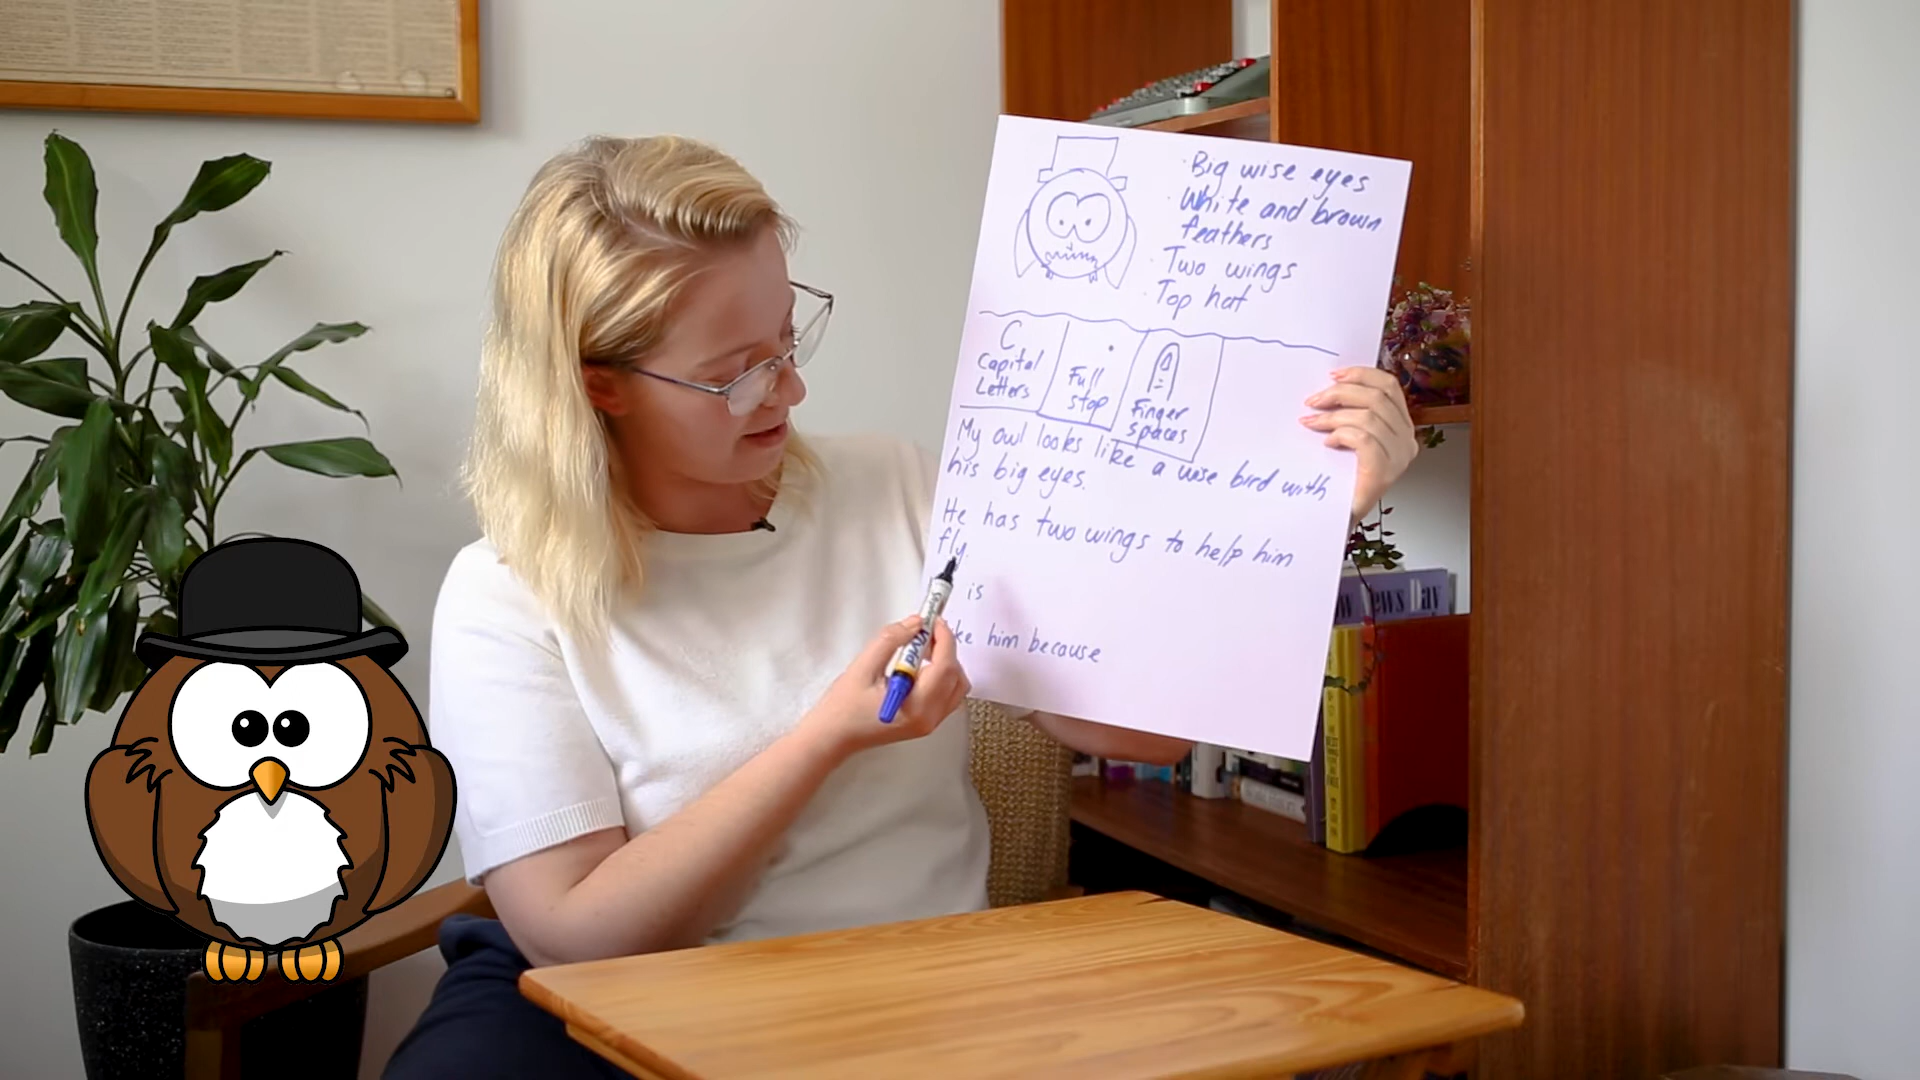 · Big wise eyes
· White and brown
feathers
· Two wings
· Top hat
C
Capital
Letters
.
Full
stop
Finger
spaces
My owl looks like a wise bird with
his big eyes.
He has two wings to help him
fly.
is
him because
Day